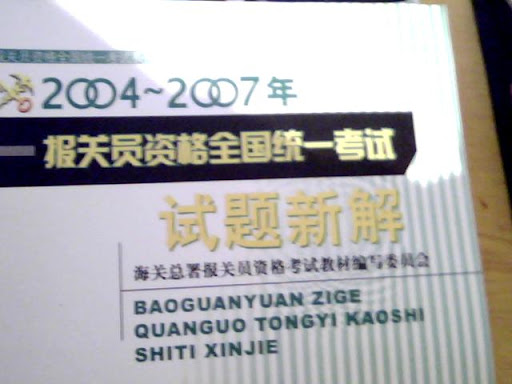 2004~2007年
报关员资格全国统一考试
试题新解
海关总署报关员资格考试教材编写委员会
BAOGUANYUAN ZIGE
QUANGUO TONGYI KAOSHI
SHITI XINJIE